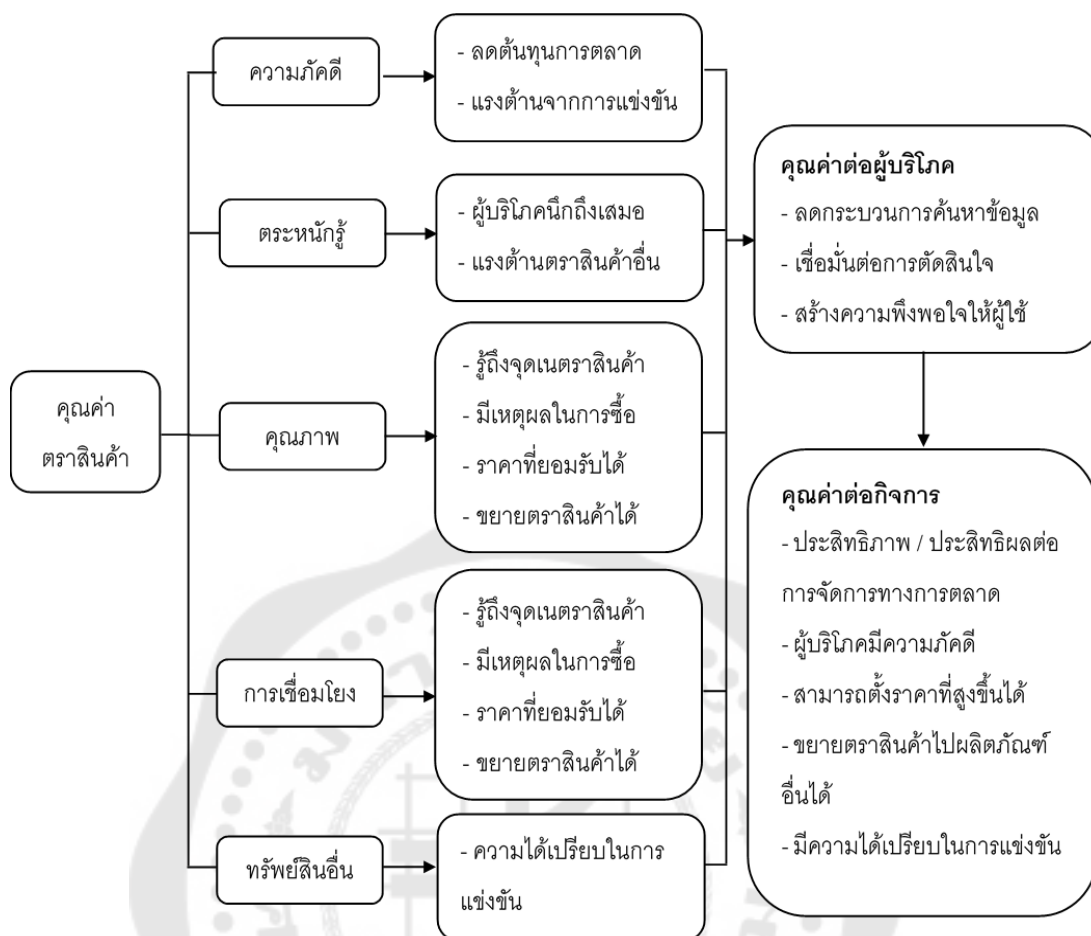 ความภักดี
- ลดต้นทุนการตลาด
- แรงต้านจากการแข่งขัน
ตระหนักรู้
- ผู้บริโภคนึกถึงเสมอ
- แรงต้านตราสินค้าอื่น
คุณค่า
ตราสินค้า
คุณภาพ
- รู้ถึงจุดเนตราสินค้า
- มีเหตุผลในการซื้อ
- ราคาที่ยอมรับได้
- ขยายตราสินค้าได้
การเชื่อมโยง
- รู้ถึงจุดเนตราสินค้า
- มีเหตุผลในการซื้อ
- ราคาที่ยอมรับได้
- ขยายตราสินค้าได้
ทรัพย์สินอื่น
- ความได้เปรียบในการ
แข่งขัน
คุณค่าต่อผู้บริโภค
- ลดกระบวนการค้นหาข้อมูล
- เชื่อมั่นต่อการตัดสินใจ
- สร้างความพึงพอใจให้ผู้ใช้
คุณค่าต่อกิจการ
- ประสิทธิภาพ / ประสิทธิผลต่อ
การจัดการทางการตลาด
- ผู้บริโภคมีความภักดี
- สามารถตั้งราคาที่สูงขึ้นได้
- ขยายตราสินค้าไปผลิตภัณฑ์
อื่นได้
- มีความได้เปรียบในการแข่งขัน